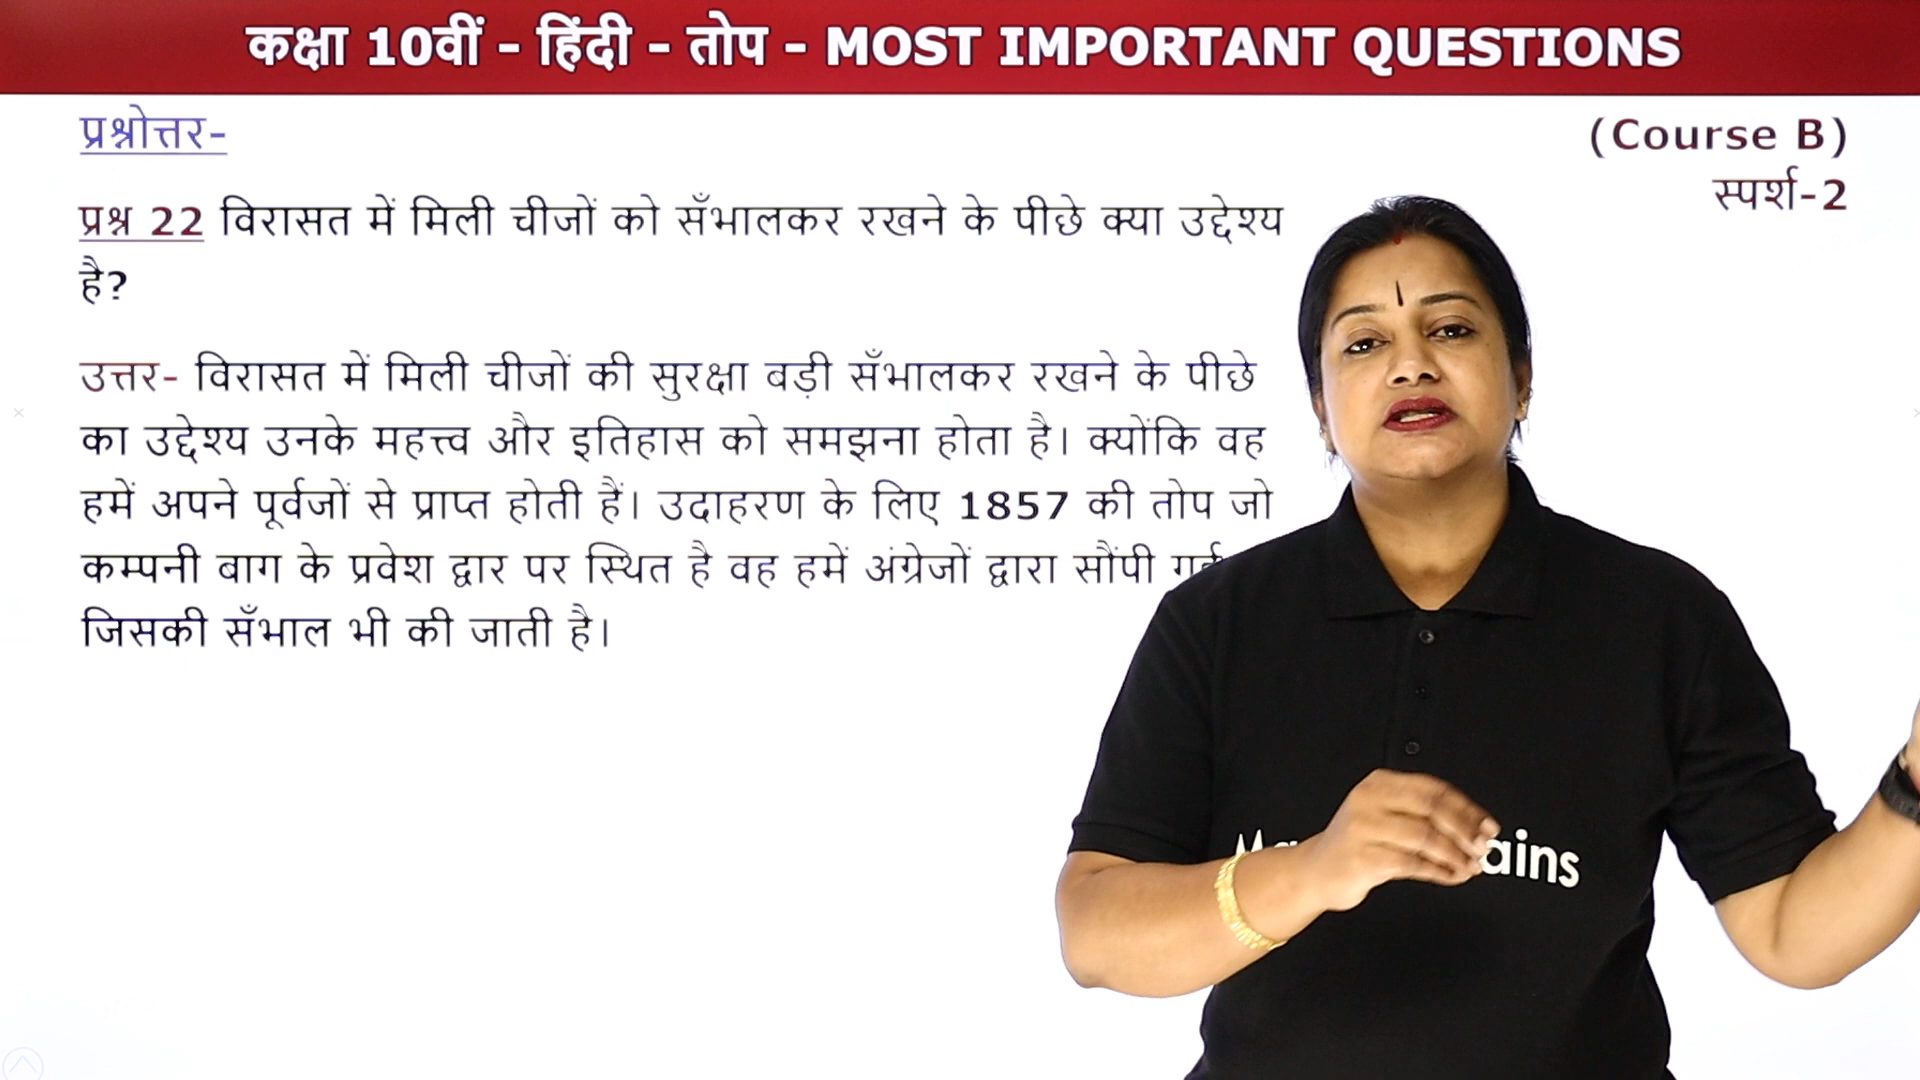 कक्षा 10वीं – हिंदी – तोप – MOST IMPORTANT QUESTIONS
प्रश्नोत्तर-
(Course B)
स्पर्श-2
प्रश्न 22 विरासत में मिली चीजों को सँभालकर रखने के पीछे क्या उद्देश्य
है?
उत्तर- विरासत में मिली चीजों की सुरक्षा बड़ी सँभालकर रखने के पीछे
का उद्देश्य उनके महत्त्व और इतिहास को समझना होता है। क्योंकि वह
हमें अपने पूर्वजों से प्राप्त होती हैं। उदाहरण के लिए 1857 की तोप जो
कम्पनी बाग के प्रवेश द्वार पर स्थित है वह हमें अंग्रेजों द्वारा सौंपी गई
जिसकी सँभाल भी की जाती है।